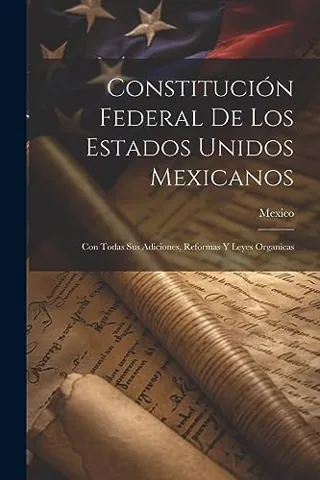 Constitución
Federal De Los
Estados Unidos
Mexicanos
Mexico
Con Todas Sus Adiciones, Reformas Y Leyes Organicas